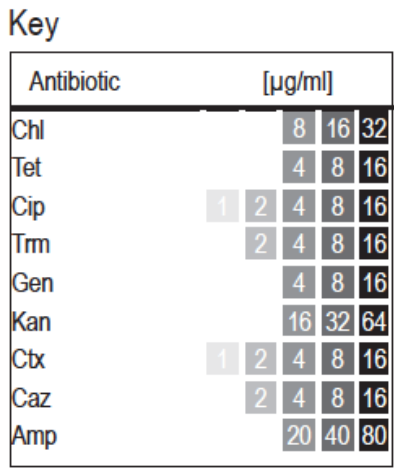 Key
Antibiotic [µg/ml]
Chl 8 16 32
Tet 4 8 16
Cip 1 2 4 8 16
Trm 2 4 8 16
Gen 4 8 16
Kan 16 32 64
Ctx 1 2 4 8 16
Caz 2 4 8 16
Amp 20 40 80